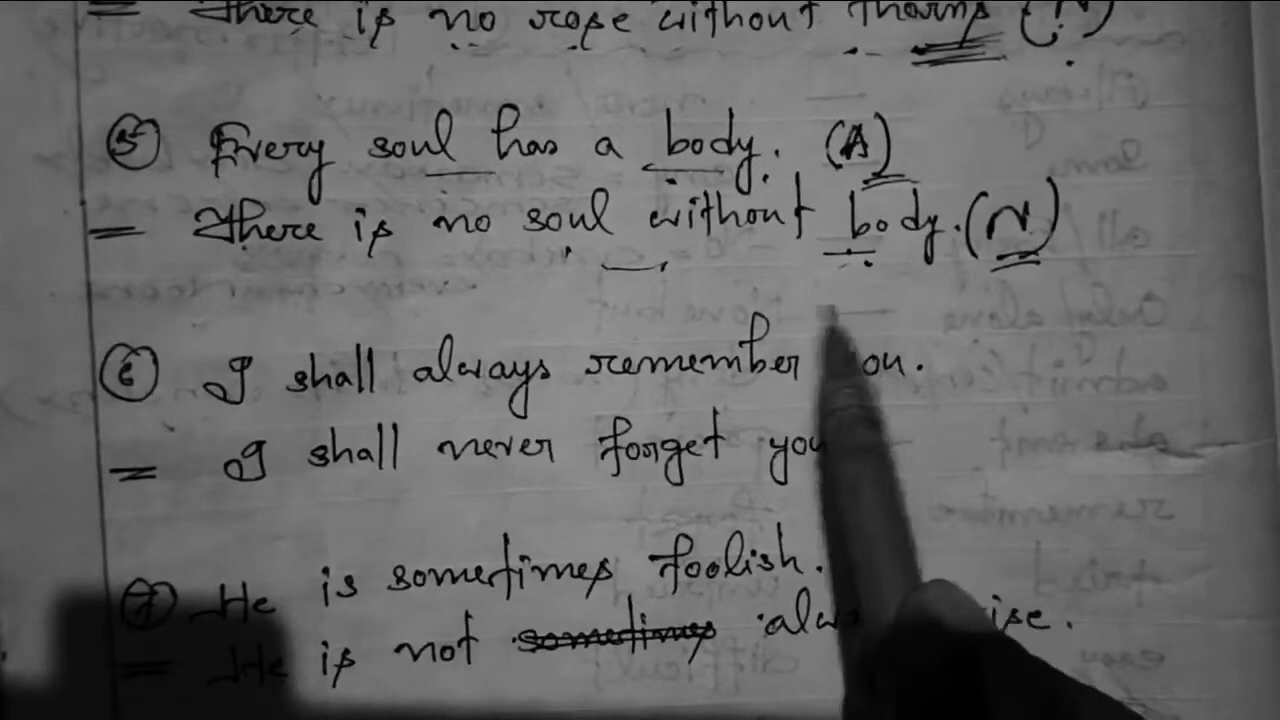 = There is no rose without thorns (N)
5 Every soul has a body. (A)
= There is no soul without body. (N)
6 I shall always remember you.
= I shall never forget you
7 He is sometimes foolish.
= He is not sometimes always wise.